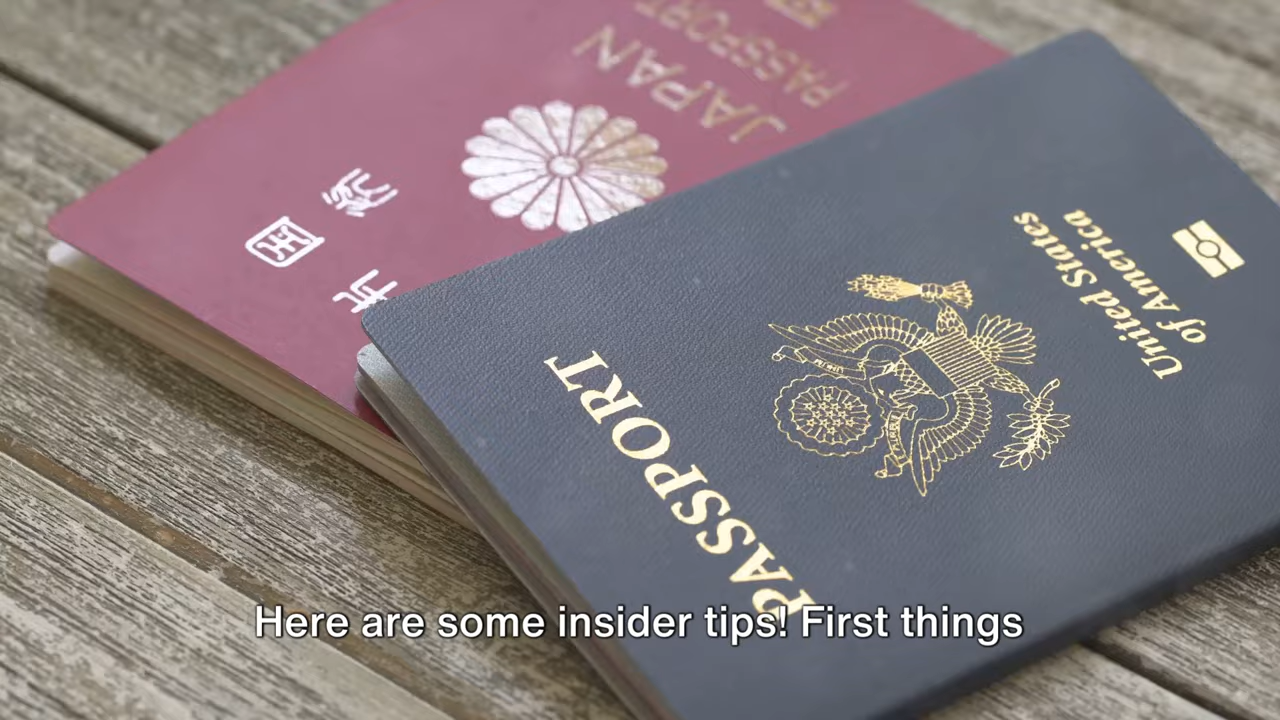 JAPAN
PASSPORT
PASSPORT
United States
of America
Here are some insider tips! First things